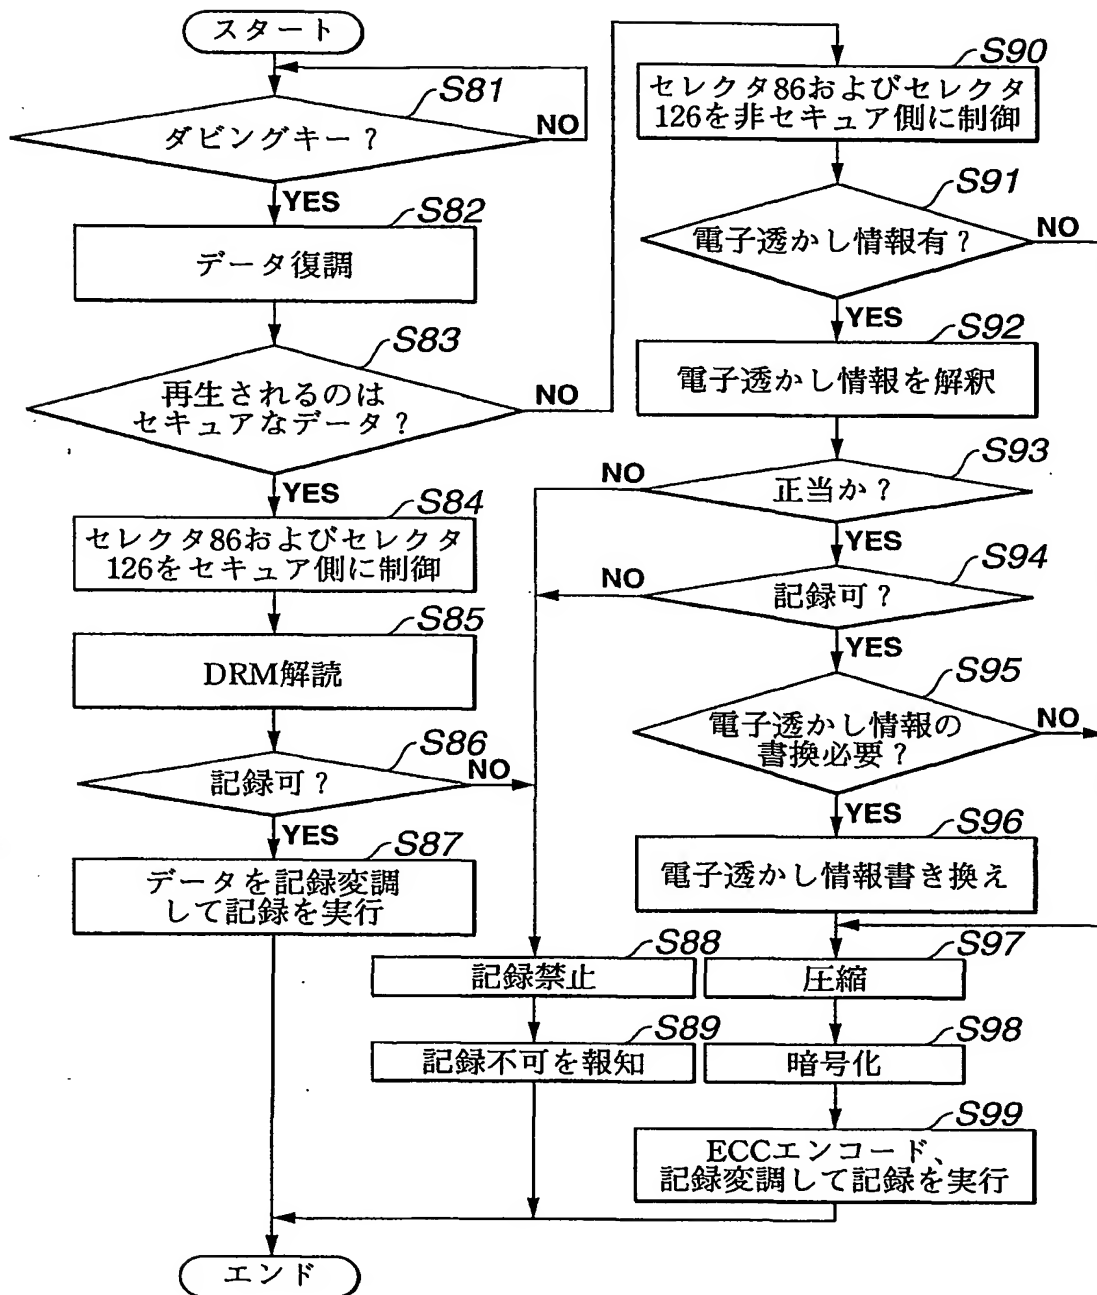 スタート
S81
ダビングキー？
NO
YES
S82
データ復調
S83
再生されるのは
セキュアなデータ？
NO
YES
S84
セレクタ86およびセレクタ
126をセキュア側に制御
S85
DRM解読
S86
記録可？
NO
YES
S87
データを記録変調
して記録を実行
S88
記録禁止
S89
記録不可を報知
S90
セレクタ86およびセレクタ
126を非セキュア側に制御
S91
電子透かし情報有？
NO
YES
S92
電子透かし情報を解釈
S93
正当か？
NO
YES
S94
記録可？
NO
YES
S95
電子透かし情報の
書換必要？
NO
YES
S96
電子透かし情報書き換え
S97
圧縮
S98
暗号化
S99
ECCエンコード、
記録変調して記録を実行
エンド